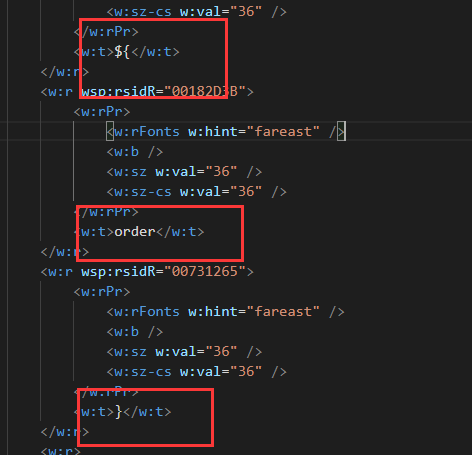 <w:sz-cs w:val="36" />
</w:rPr>
<w:t>${</w:t>
</w:r>
<w:r wsp:rsidR="00182D3B">
<w:rPr>
<w:rFonts w:hint="fareast" />
<w:b />
<w:sz w:val="36" />
<w:sz-cs w:val="36" />
</w:rPr>
<w:t>order</w:t>
</w:r>
<w:r wsp:rsidR="00731265">
<w:rPr>
<w:rFonts w:hint="fareast" />
<w:b />
<w:sz w:val="36" />
<w:sz-cs w:val="36" />
</w:rPr>
<w:t>}</w:t>
</w:r>
<w:r>